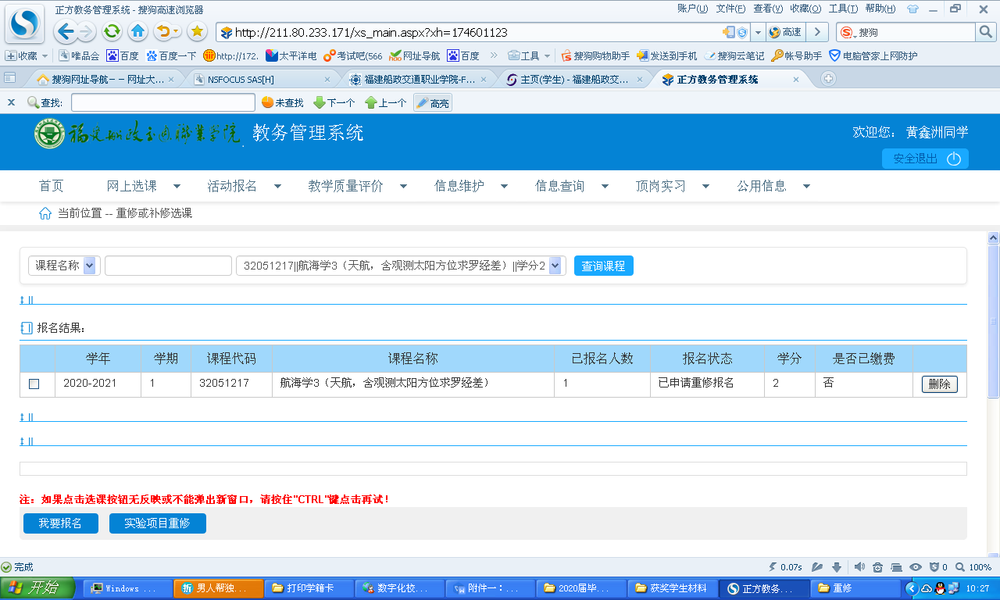 正方教务管理系统 - 搜狗高速浏览器
账户(U) 文件(F) 查看(V) 收藏(O) 工具(T) 帮助(H)
http://211.80.233.171/xs_main.aspx?xh=174601123
高速
搜狗
收藏 唯品会 百度 百度一下 http://172. 太平洋电 考试吧(566 网址导航 百度 » 工具 搜狗购物助手 发送到手机 搜狗云笔记 帐号助手 电脑管家上网防护
搜狗网址导航－－网址大...
NSFOCUS SAS[H]
福建船政交通职业学院-F...
主页(学生) - 福建船政交...
正方教务管理系统
查找:
未查找 下一个 上一个 高亮
福建船政交通职业学院 教务管理系统
欢迎您： 黄鑫洲同学
安全退出
首页 网上选课 活动报名 教学质量评价 信息维护 信息查询 顶岗实习 公用信息
当前位置 -- 重修或补修选课
课程名称
32051217||航海学3（天航，含观测太阳方位求罗经差）||学分2
查询课程
报名结果：
学年 学期 课程代码 课程名称 已报名人数 报名状态 学分 是否已缴费
2020-2021 1 32051217 航海学3（天航，含观测太阳方位求罗经差） 1 已申请重修报名 2 否 删除
注：如果点击选课按钮无反映或不能弹出新窗口，请按住"CTRL"键点击再试！
我要报名 实验项目重修
完成
0.07s
0
100%
开始
Windows ...
男人帮独...
打印学籍卡
数字化校...
附件一：...
2020届毕...
获奖学生材料
正方教务...
重修
10:27